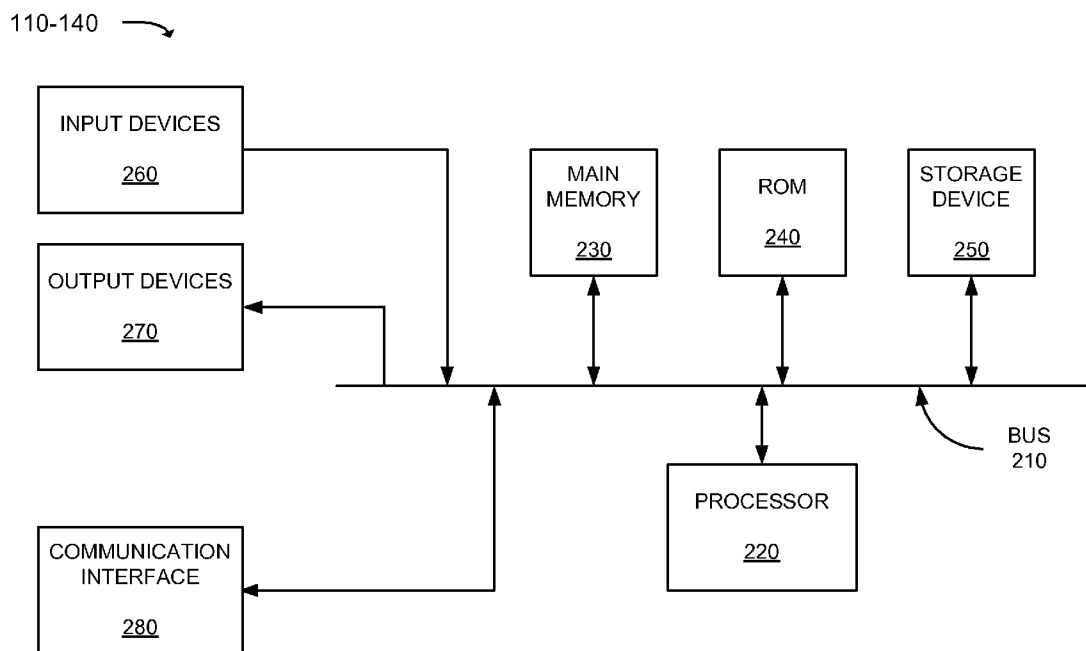 110-140
INPUT DEVICES
260
OUTPUT DEVICES
270
MAIN
MEMORY
230
ROM
240
STORAGE
DEVICE
250
BUS
210
PROCESSOR
220
COMMUNICATION
INTERFACE
280